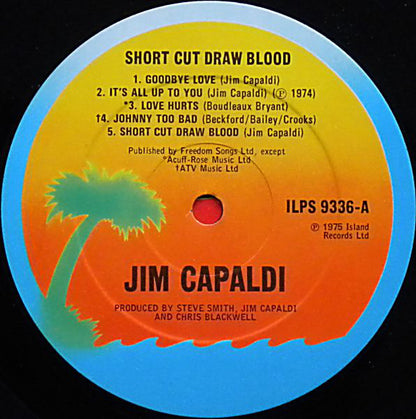 SHORT CUT DRAW BLOOD
1. GOODBYE LOVE (Jim Capaldi)
2. IT'S ALL UP TO YOU (Jim Capaldi) (℗ 1974)
*3. LOVE HURTS (Boudleaux Bryant)
†4. JOHNNY TOO BAD (Beckford/Bailey/Crooks)
5. SHORT CUT DRAW BLOOD (Jim Capaldi)
Published by Freedom Songs Ltd, except
*Acuff-Rose Music Ltd
†ATV Music Ltd
ILPS 9336-A
℗ 1975 Island
Records Ltd
JIM CAPALDI
PRODUCED BY STEVE SMITH, JIM CAPALDI
AND CHRIS BLACKWELL